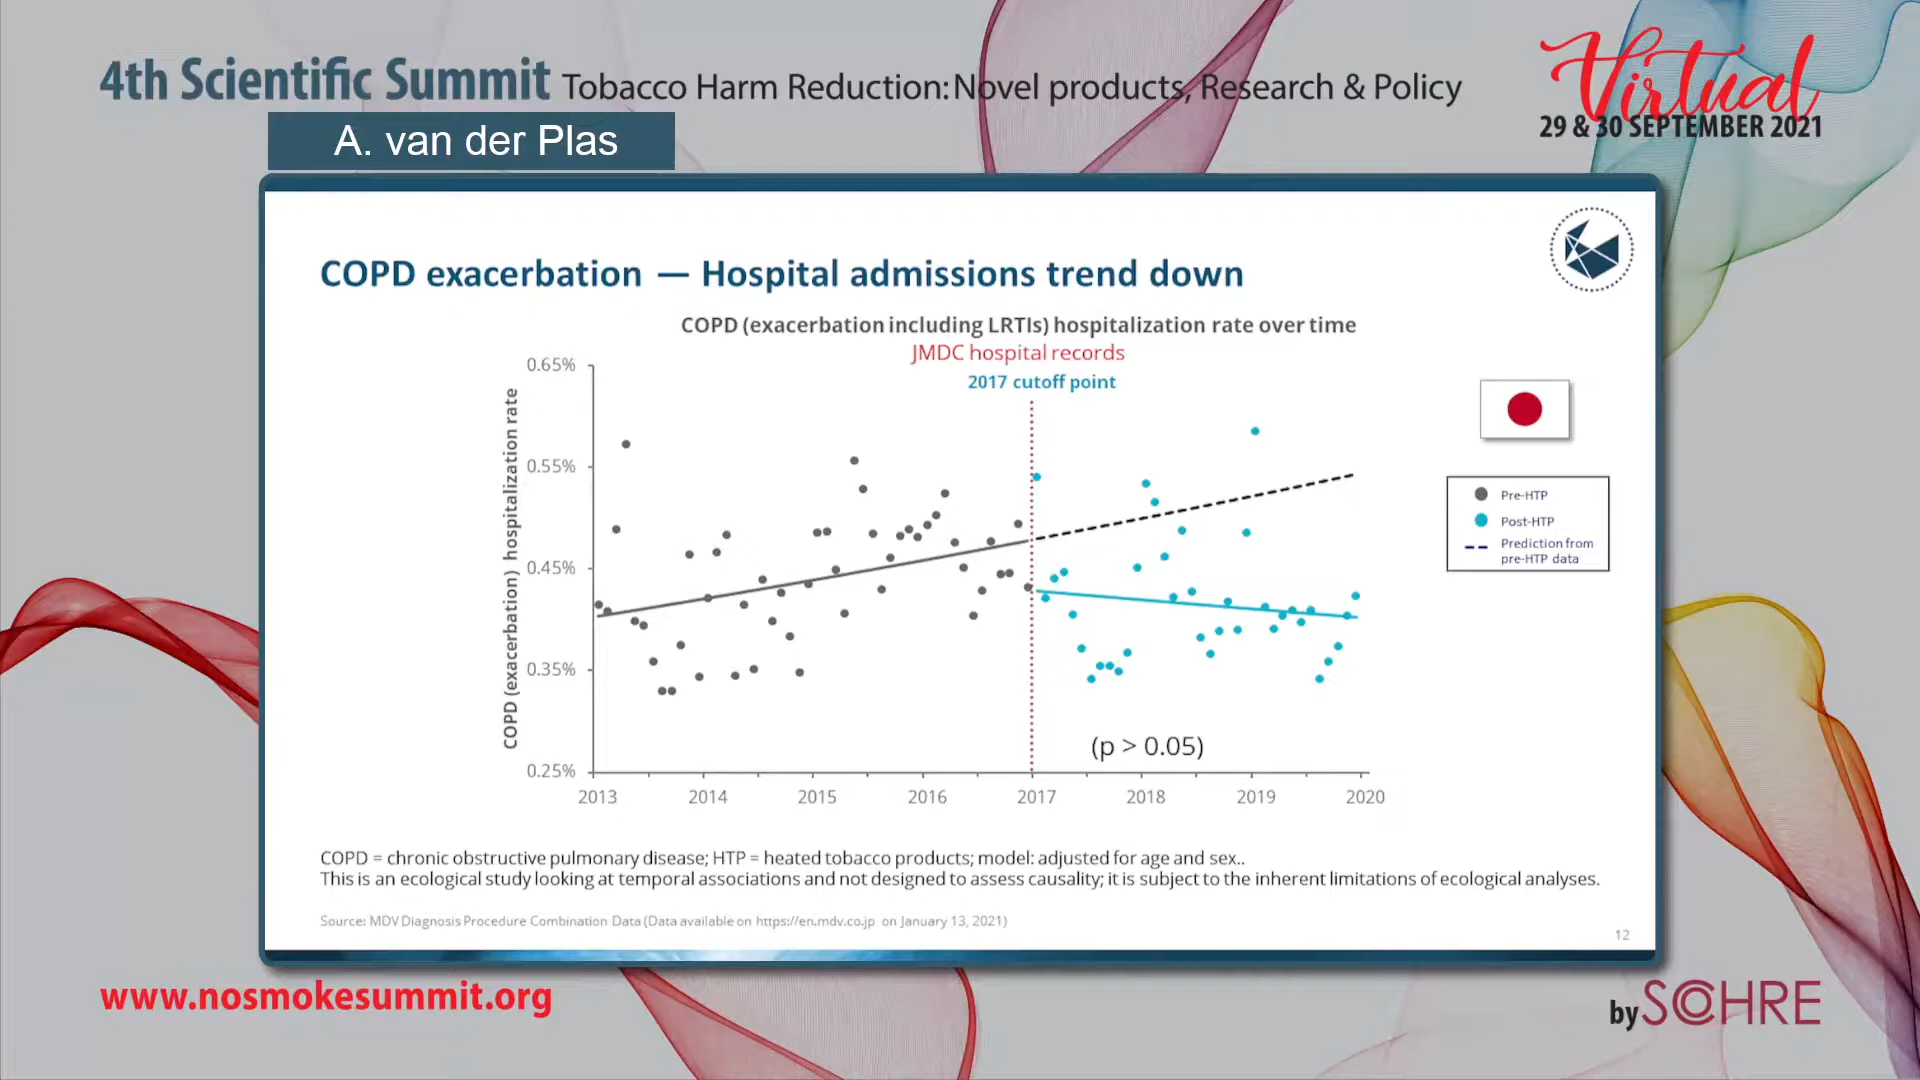 4th Scientific Summit Tobacco Harm Reduction: Novel products, Research & Policy
Virtual
29 & 30 SEPTEMBER 2021
A. van der Plas
COPD exacerbation — Hospital admissions trend down
COPD (exacerbation including LRTIs) hospitalization rate over time
JMDC hospital records
2017 cutoff point
COPD (exacerbation) hospitalization rate
0.65%
0.55%
0.45%
0.35%
0.25%
(p > 0.05)
2013 2014 2015 2016 2017 2018 2019 2020
Pre-HTP
Post-HTP
Prediction from
pre-HTP data
COPD = chronic obstructive pulmonary disease; HTP = heated tobacco products; model: adjusted for age and sex..
This is an ecological study looking at temporal associations and not designed to assess causality; it is subject to the inherent limitations of ecological analyses.
Source: MDV Diagnosis Procedure Combination Data (Data available on https://en.mdv.co.jp on January 13, 2021)
12
www.nosmokesummit.org
by SCOHRE